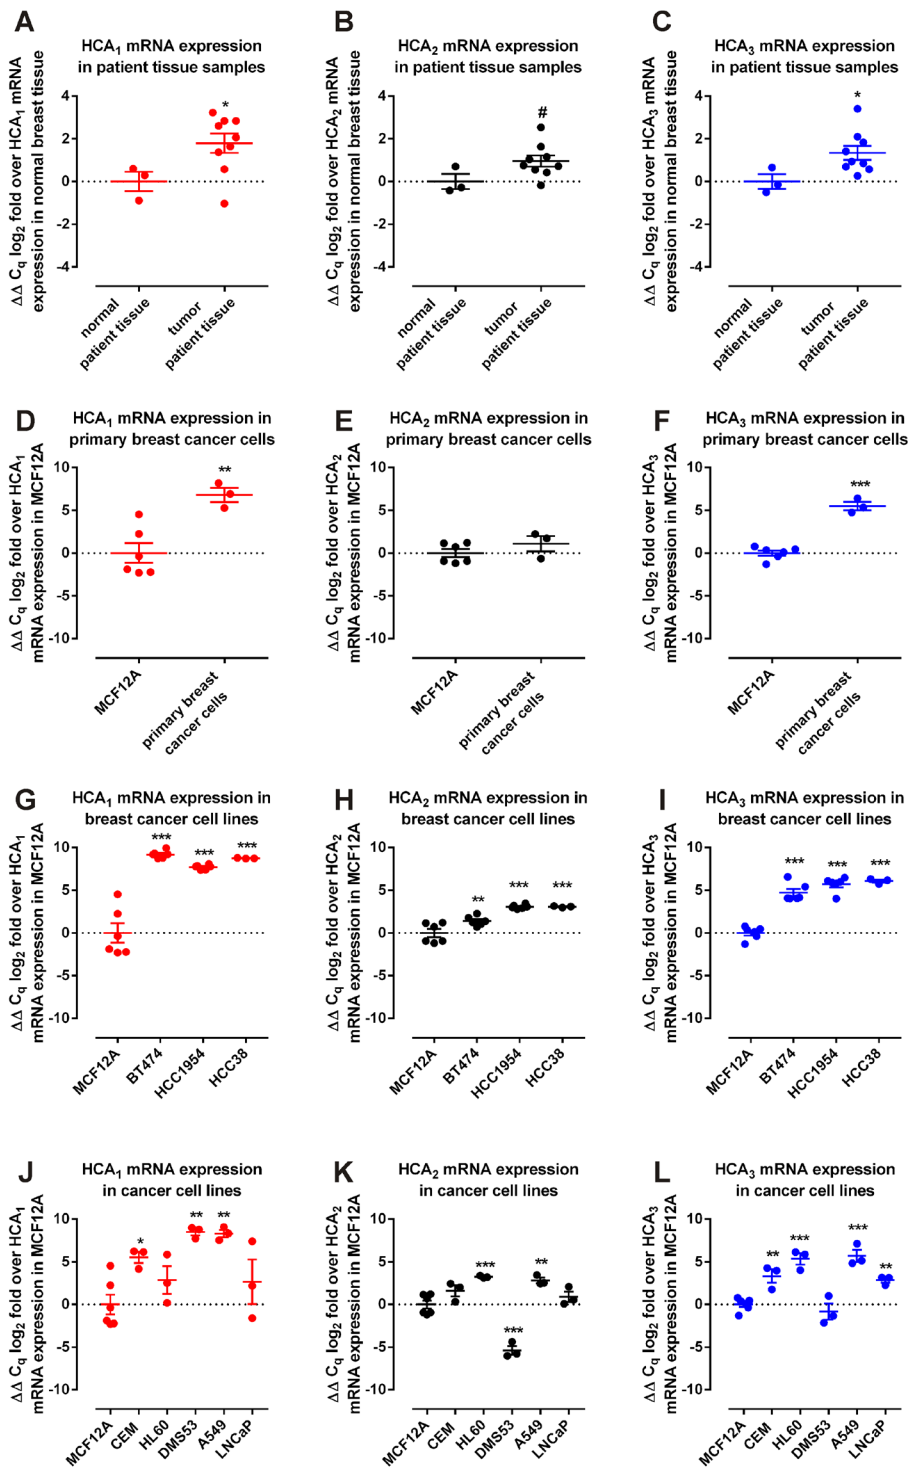 A
HCA1 mRNA expression
in patient tissue samples
ΔΔ Cq log2 fold over HCA1 mRNA
expression in normal breast tissue
4
2
0
-2
-4
*
normal
patient tissue
tumor
patient tissue
B
HCA2 mRNA expression
in patient tissue samples
ΔΔ Cq log2 fold over HCA2 mRNA
expression in normal breast tissue
4
2
0
-2
-4
#
normal
patient tissue
tumor
patient tissue
C
HCA3 mRNA expression
in patient tissue samples
ΔΔ Cq log2 fold over HCA3 mRNA
expression in normal breast tissue
4
2
0
-2
-4
*
normal
patient tissue
tumor
patient tissue
D
HCA1 mRNA expression in
primary breast cancer cells
ΔΔ Cq log2 fold over HCA1
mRNA expression in MCF12A
10
5
0
-5
-10
**
MCF12A
primary breast
cancer cells
E
HCA2 mRNA expression in
primary breast cancer cells
ΔΔ Cq log2 fold over HCA2
mRNA expression in MCF12A
10
5
0
-5
-10
MCF12A
primary breast
cancer cells
F
HCA3 mRNA expression in
primary breast cancer cells
ΔΔ Cq log2 fold over HCA3
mRNA expression in MCF12A
10
5
0
-5
-10
***
MCF12A
primary breast
cancer cells
G
HCA1 mRNA expression in
breast cancer cell lines
ΔΔ Cq log2 fold over HCA1
mRNA expression in MCF12A
10
5
0
-5
-10
*** *** ***
MCF12A
BT474
HCC1954
HCC38
H
HCA2 mRNA expression in
breast cancer cell lines
ΔΔ Cq log2 fold over HCA2
mRNA expression in MCF12A
10
5
0
-5
-10
** *** ***
MCF12A
BT474
HCC1954
HCC38
I
HCA3 mRNA expression in
breast cancer cell lines
ΔΔ Cq log2 fold over HCA3
mRNA expression in MCF12A
10
5
0
-5
-10
*** *** ***
MCF12A
BT474
HCC1954
HCC38
J
HCA1 mRNA expression
in cancer cell lines
ΔΔ Cq log2 fold over HCA1
mRNA expression in MCF12A
10
5
0
-5
-10
* ** **
MCF12A
CEM
HL60
DMS53
A549
LNCaP
K
HCA2 mRNA expression
in cancer cell lines
ΔΔ Cq log2 fold over HCA2
mRNA expression in MCF12A
10
5
0
-5
-10
*** *** **
MCF12A
CEM
HL60
DMS53
A549
LNCaP
L
HCA3 mRNA expression
in cancer cell lines
ΔΔ Cq log2 fold over HCA3
mRNA expression in MCF12A
10
5
0
-5
-10
** *** *** **
MCF12A
CEM
HL60
DMS53
A549
LNCaP